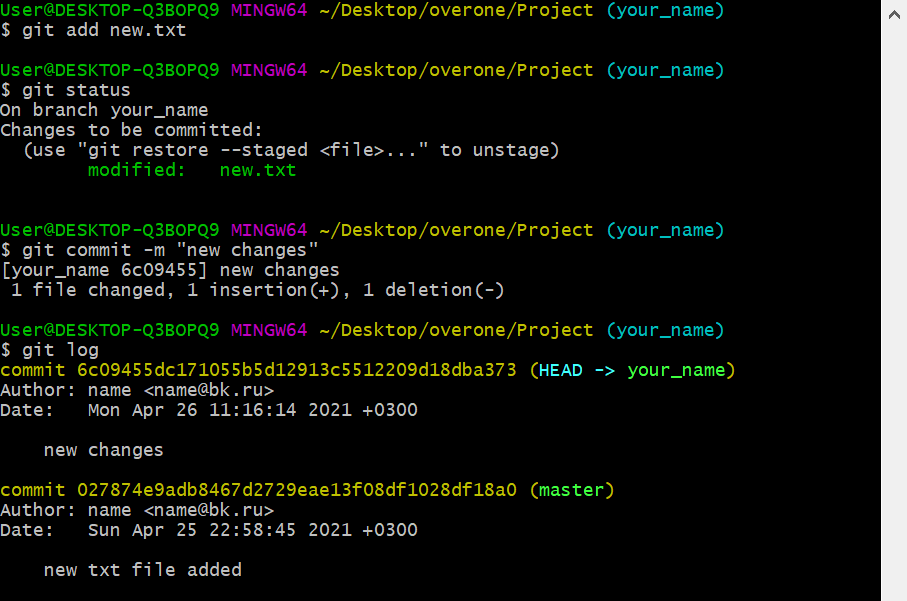 User@DESKTOP-Q3BOPQ9 MINGW64 ~/Desktop/overone/Project (your_name)
$ git add new.txt
User@DESKTOP-Q3BOPQ9 MINGW64 ~/Desktop/overone/Project (your_name)
$ git status
On branch your_name
Changes to be committed:
  (use "git restore --staged <file>..." to unstage)
        modified:   new.txt
User@DESKTOP-Q3BOPQ9 MINGW64 ~/Desktop/overone/Project (your_name)
$ git commit -m "new changes"
[your_name 6c09455] new changes
 1 file changed, 1 insertion(+), 1 deletion(-)
User@DESKTOP-Q3BOPQ9 MINGW64 ~/Desktop/overone/Project (your_name)
$ git log
commit 6c09455dc171055b5d12913c5512209d18dba373 (HEAD -> your_name)
Author: name <name@bk.ru>
Date:   Mon Apr 26 11:16:14 2021 +0300
    new changes
commit 027874e9adb8467d2729eae13f08df1028df18a0 (master)
Author: name <name@bk.ru>
Date:   Sun Apr 25 22:58:45 2021 +0300
    new txt file added